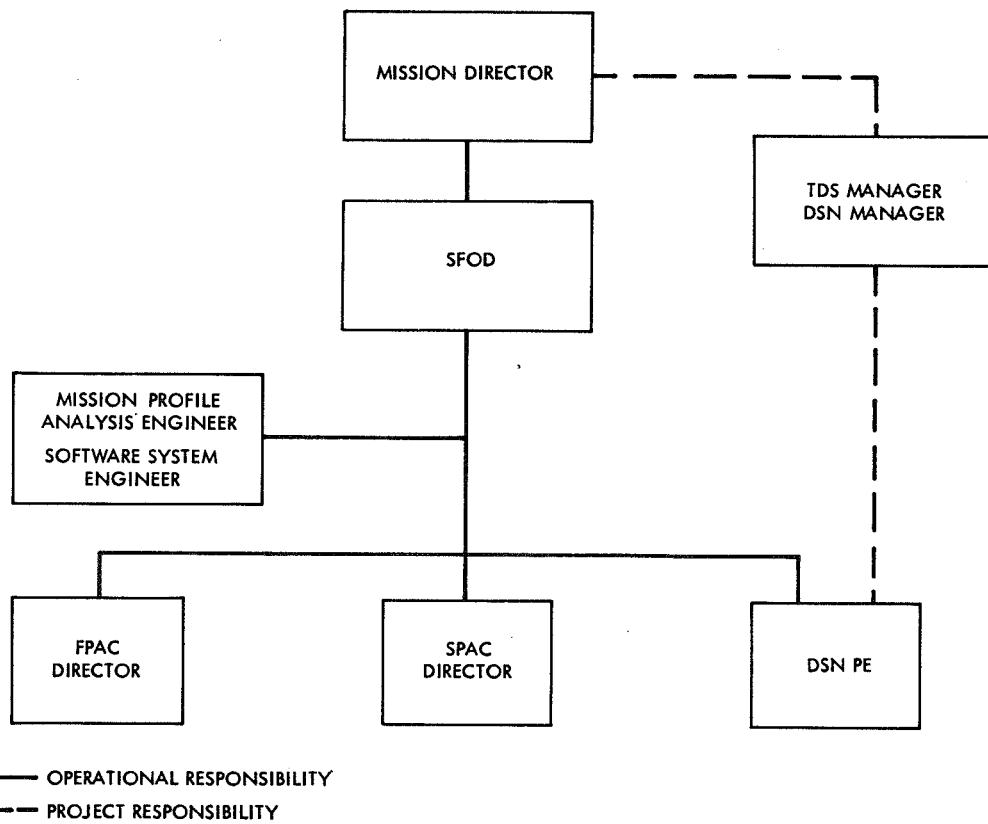 MISSION DIRECTOR
TDS MANAGER
DSN MANAGER
SFOD
MISSION PROFILE
ANALYSIS ENGINEER
SOFTWARE SYSTEM
ENGINEER
FPAC
DIRECTOR
SPAC
DIRECTOR
DSN PE
OPERATIONAL RESPONSIBILITY
PROJECT RESPONSIBILITY